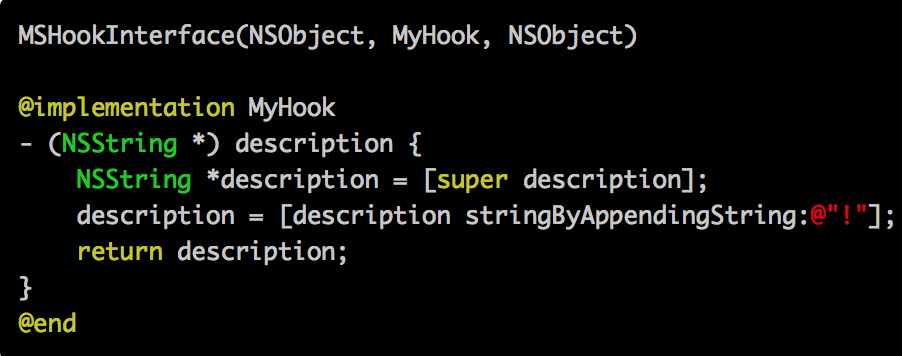 MSHookInterface(NSObject, MyHook, NSObject)
@implementation MyHook
- (NSString *) description {
NSString *description = [super description];
description = [description stringByAppendingString:@"!"];
return description;
}
@end